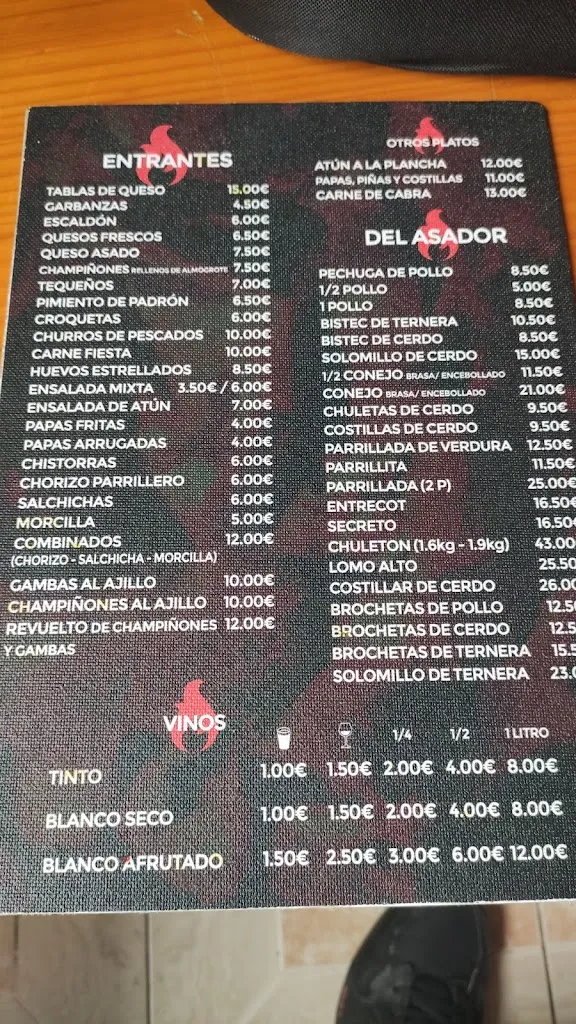 ENTRANTES
TABLAS DE QUESO 15.00€
GARBANZAS 4.50€
ESCALDÓN 6.00€
QUESOS FRESCOS 6.50€
QUESO ASADO 7.50€
CHAMPIÑONES RELLENOS DE ALMOGROTE 7.50€
TEQUEÑOS 7.00€
PIMIENTO DE PADRÓN 6.50€
CROQUETAS 6.00€
CHURROS DE PESCADOS 10.00€
CARNE FIESTA 10.00€
HUEVOS ESTRELLADOS 8.50€
ENSALADA MIXTA 3.50€ / 6.00€
ENSALADA DE ATÚN 7.00€
PAPAS FRITAS 4.00€
PAPAS ARRUGADAS 4.00€
CHISTORRAS 6.00€
CHORIZO PARRILLERO 6.00€
SALCHICHAS 6.00€
MORCILLA 5.00€
COMBINADOS 12.00€
(CHORIZO - SALCHICHA - MORCILLA)
GAMBAS AL AJILLO 10.00€
CHAMPIÑONES AL AJILLO 10.00€
REVUELTO DE CHAMPIÑONES 12.00€
Y GAMBAS
OTROS PLATOS
ATÚN A LA PLANCHA 12.00€
PAPAS, PIÑAS Y COSTILLAS 11.00€
CARNE DE CABRA 13.00€
DEL ASADOR
PECHUGA DE POLLO 8.50€
1/2 POLLO 5.00€
1 POLLO 8.50€
BISTEC DE TERNERA 10.50€
BISTEC DE CERDO 8.50€
SOLOMILLO DE CERDO 15.00€
1/2 CONEJO BRASA/ ENCEBOLLADO 11.50€
CONEJO BRASA/ ENCEBOLLADO 21.00€
CHULETAS DE CERDO 9.50€
COSTILLAS DE CERDO 9.50€
PARRILLADA DE VERDURA 12.50€
PARRILLITA 11.50€
PARRILLADA (2 P) 25.00€
ENTRECOT 16.50€
SECRETO 16.50€
CHULETON (1.6kg - 1.9kg) 43.00
LOMO ALTO 25.50
COSTILLAR DE CERDO 26.00
BROCHETAS DE POLLO 12.5
BROCHETAS DE CERDO 12.5
BROCHETAS DE TERNERA 15.5
SOLOMILLO DE TERNERA 23.0
VINOS
1/4 1/2 1 LITRO
TINTO 1.00€ 1.50€ 2.00€ 4.00€ 8.00€
BLANCO SECO 1.00€ 1.50€ 2.00€ 4.00€ 8.00€
BLANCO AFRUTADO 1.50€ 2.50€ 3.00€ 6.00€ 12.00€